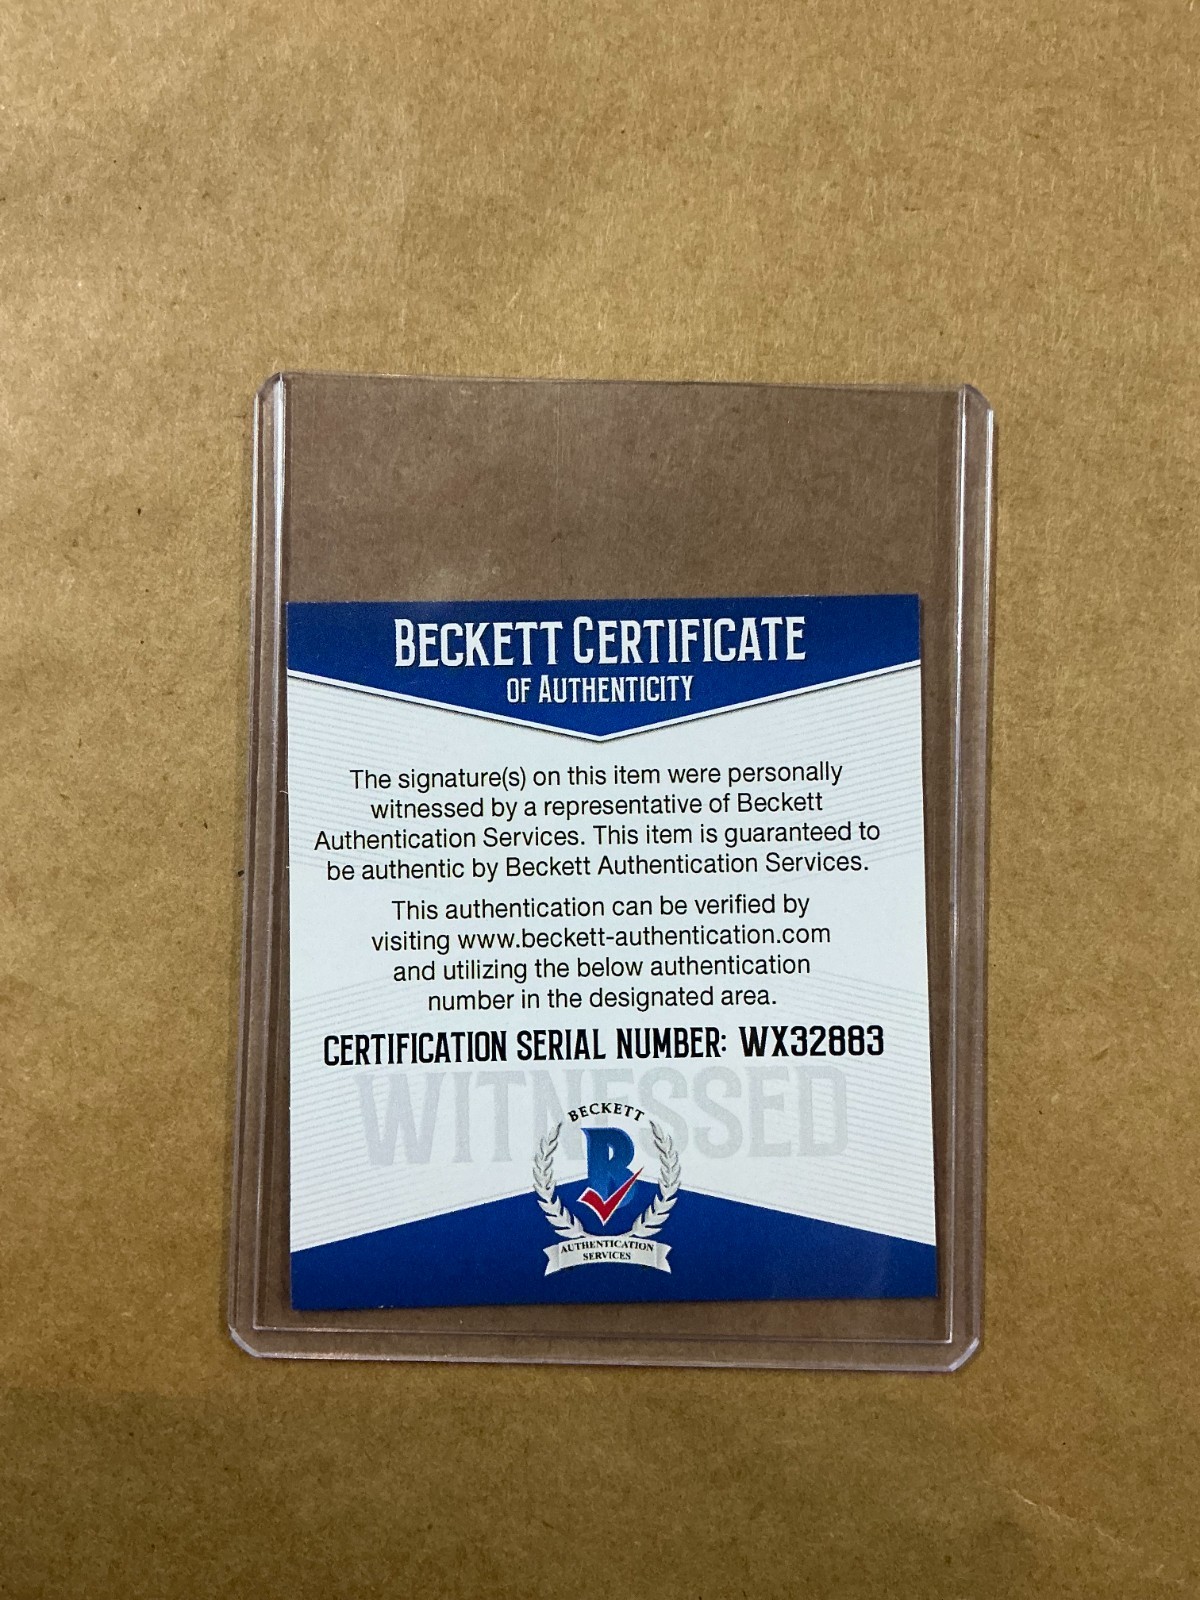 BECKETT CERTIFICATE
OF AUTHENTICITY
The signature(s) on this item were personally
witnessed by a representative of Beckett
Authentication Services. This item is guaranteed to
be authentic by Beckett Authentication Services.
This authentication can be verified by
visiting www.beckett-authentication.com
and utilizing the below authentication
number in the designated area.
CERTIFICATION SERIAL NUMBER: WX32883
WITNESSED
BECKETT
B
AUTHENTICATION
SERVICES